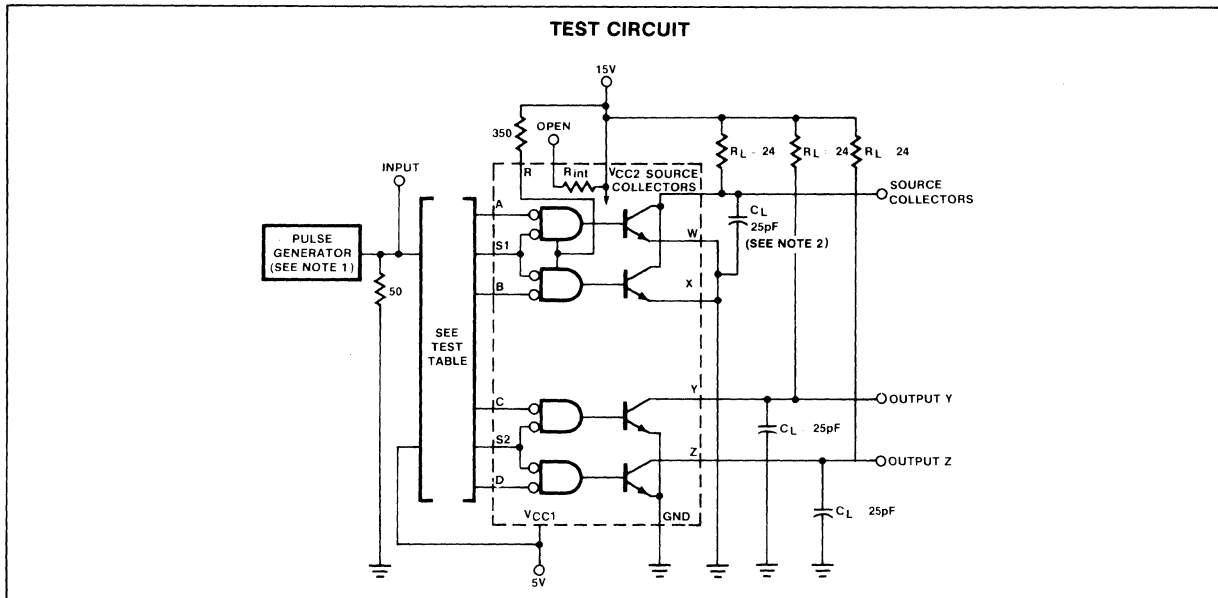 TEST CIRCUIT
15V
350
OPEN
R
Rint
VCC2 SOURCE
COLLECTORS
RL - 24
RL - 24
RL 24
INPUT
SOURCE
COLLECTORS
CL
25pF
(SEE NOTE 2)
PULSE
GENERATOR
(SEE NOTE 1)
50
A
S1
B
W
X
SEE
TEST
TABLE
C
S2
D
Y
Z
OUTPUT Y
CL - 25pF
OUTPUT Z
CL 25pF
VCC1
GND
5V